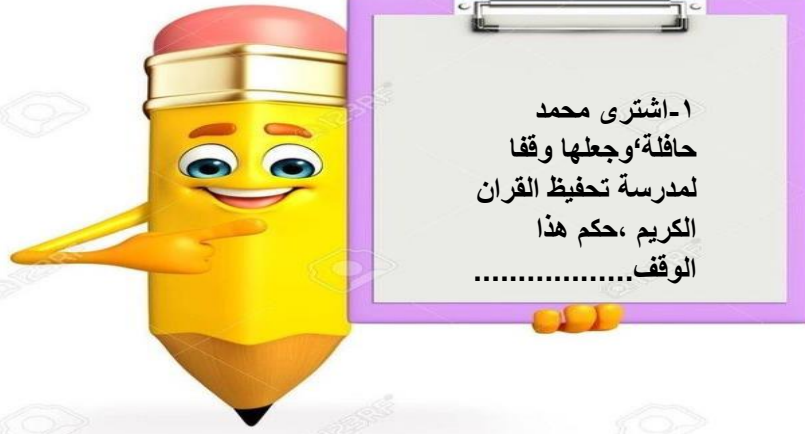 ١-اشترى محمد
حافلة،وجعلها وقفا
لمدرسة تحفيظ القران
الكريم ،حكم هذا
الوقف..................